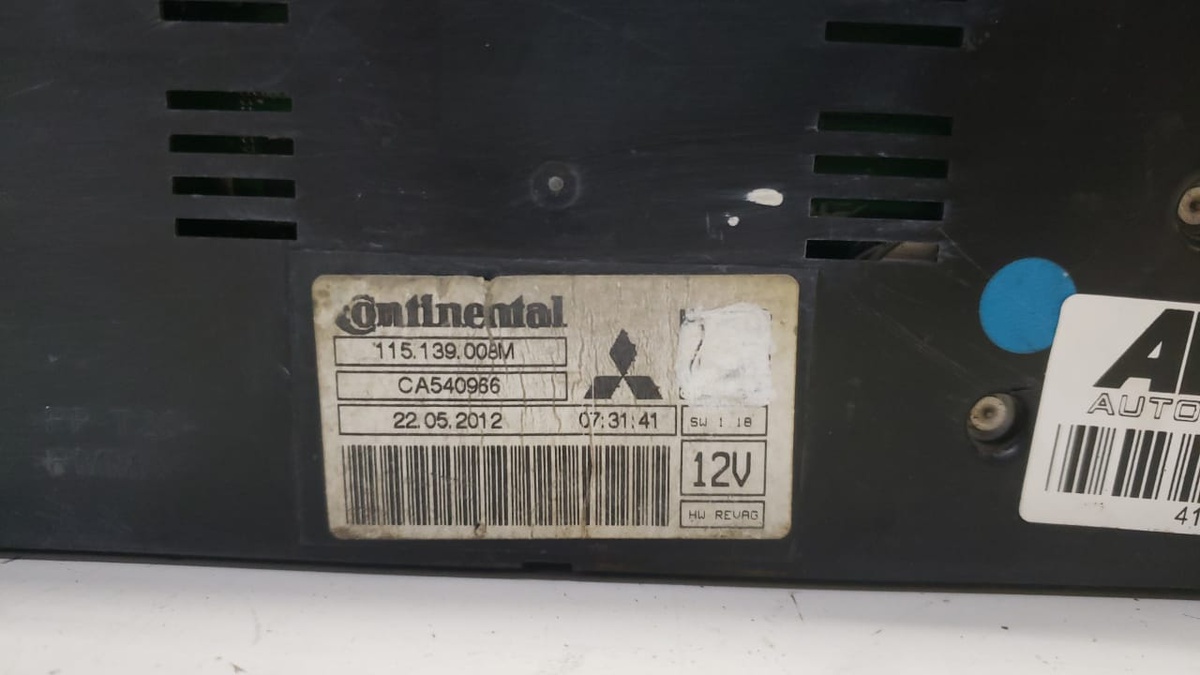 Continental
115.139.008M
CA540966
22.05.2012 07:31:41
SW 1.18
12V
HW REVAG
AUTO
41